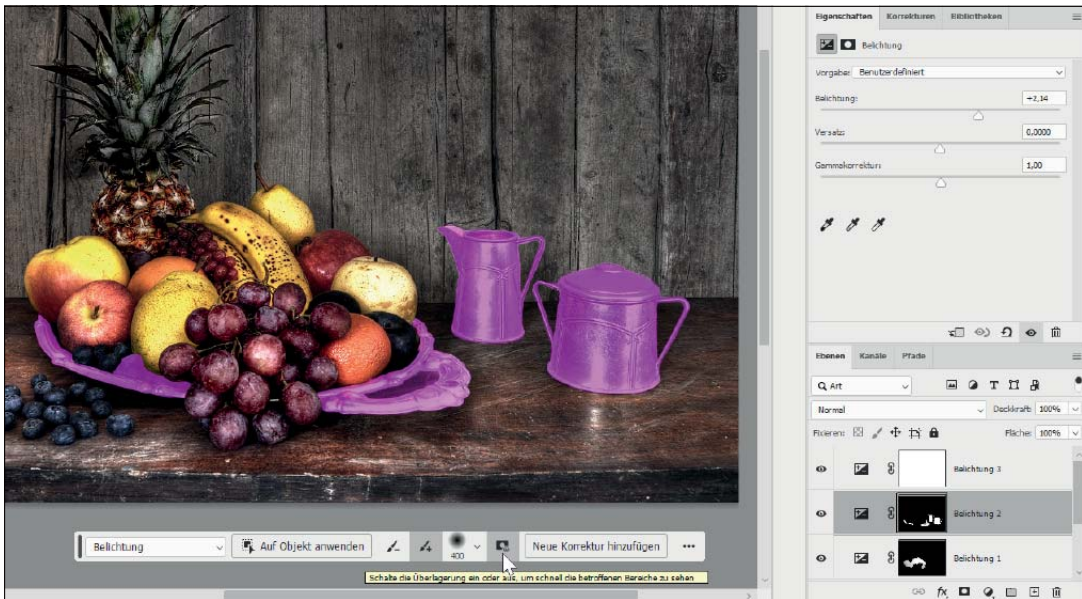 Eigenschaften Korrekturen Bibliotheken
Belichtung
Vorgabe: Benutzerdefiniert
Belichtung: +2,14
Versatz: 0,0000
Gammakorrektur: 1,00
Ebenen Kanäle Pfade
Art
Normal Deckkraft: 100%
Fixieren: Fläche: 100%
Belichtung 3
Belichtung 2
Belichtung 1
Belichtung Auf Objekt anwenden 400 Neue Korrektur hinzufügen
Schalte die Überlagerung ein oder aus, um schnell die betroffenen Bereiche zu sehen